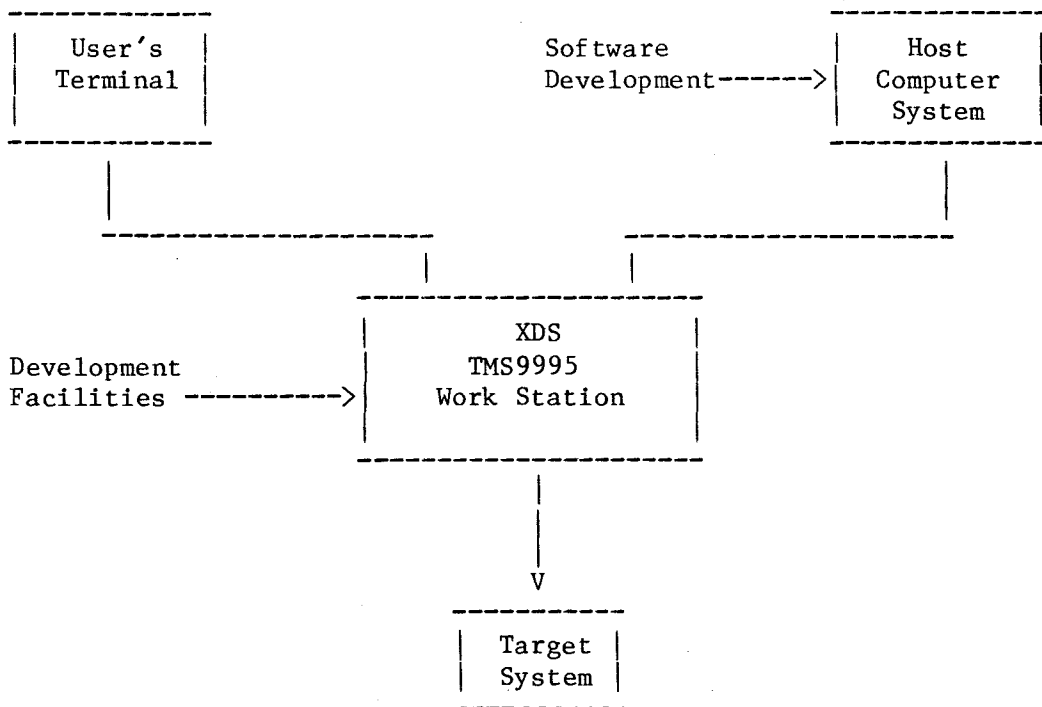 User's
Terminal
Software
Development
Host
Computer
System
XDS
TMS9995
Work Station
Development
Facilities
V
Target
System